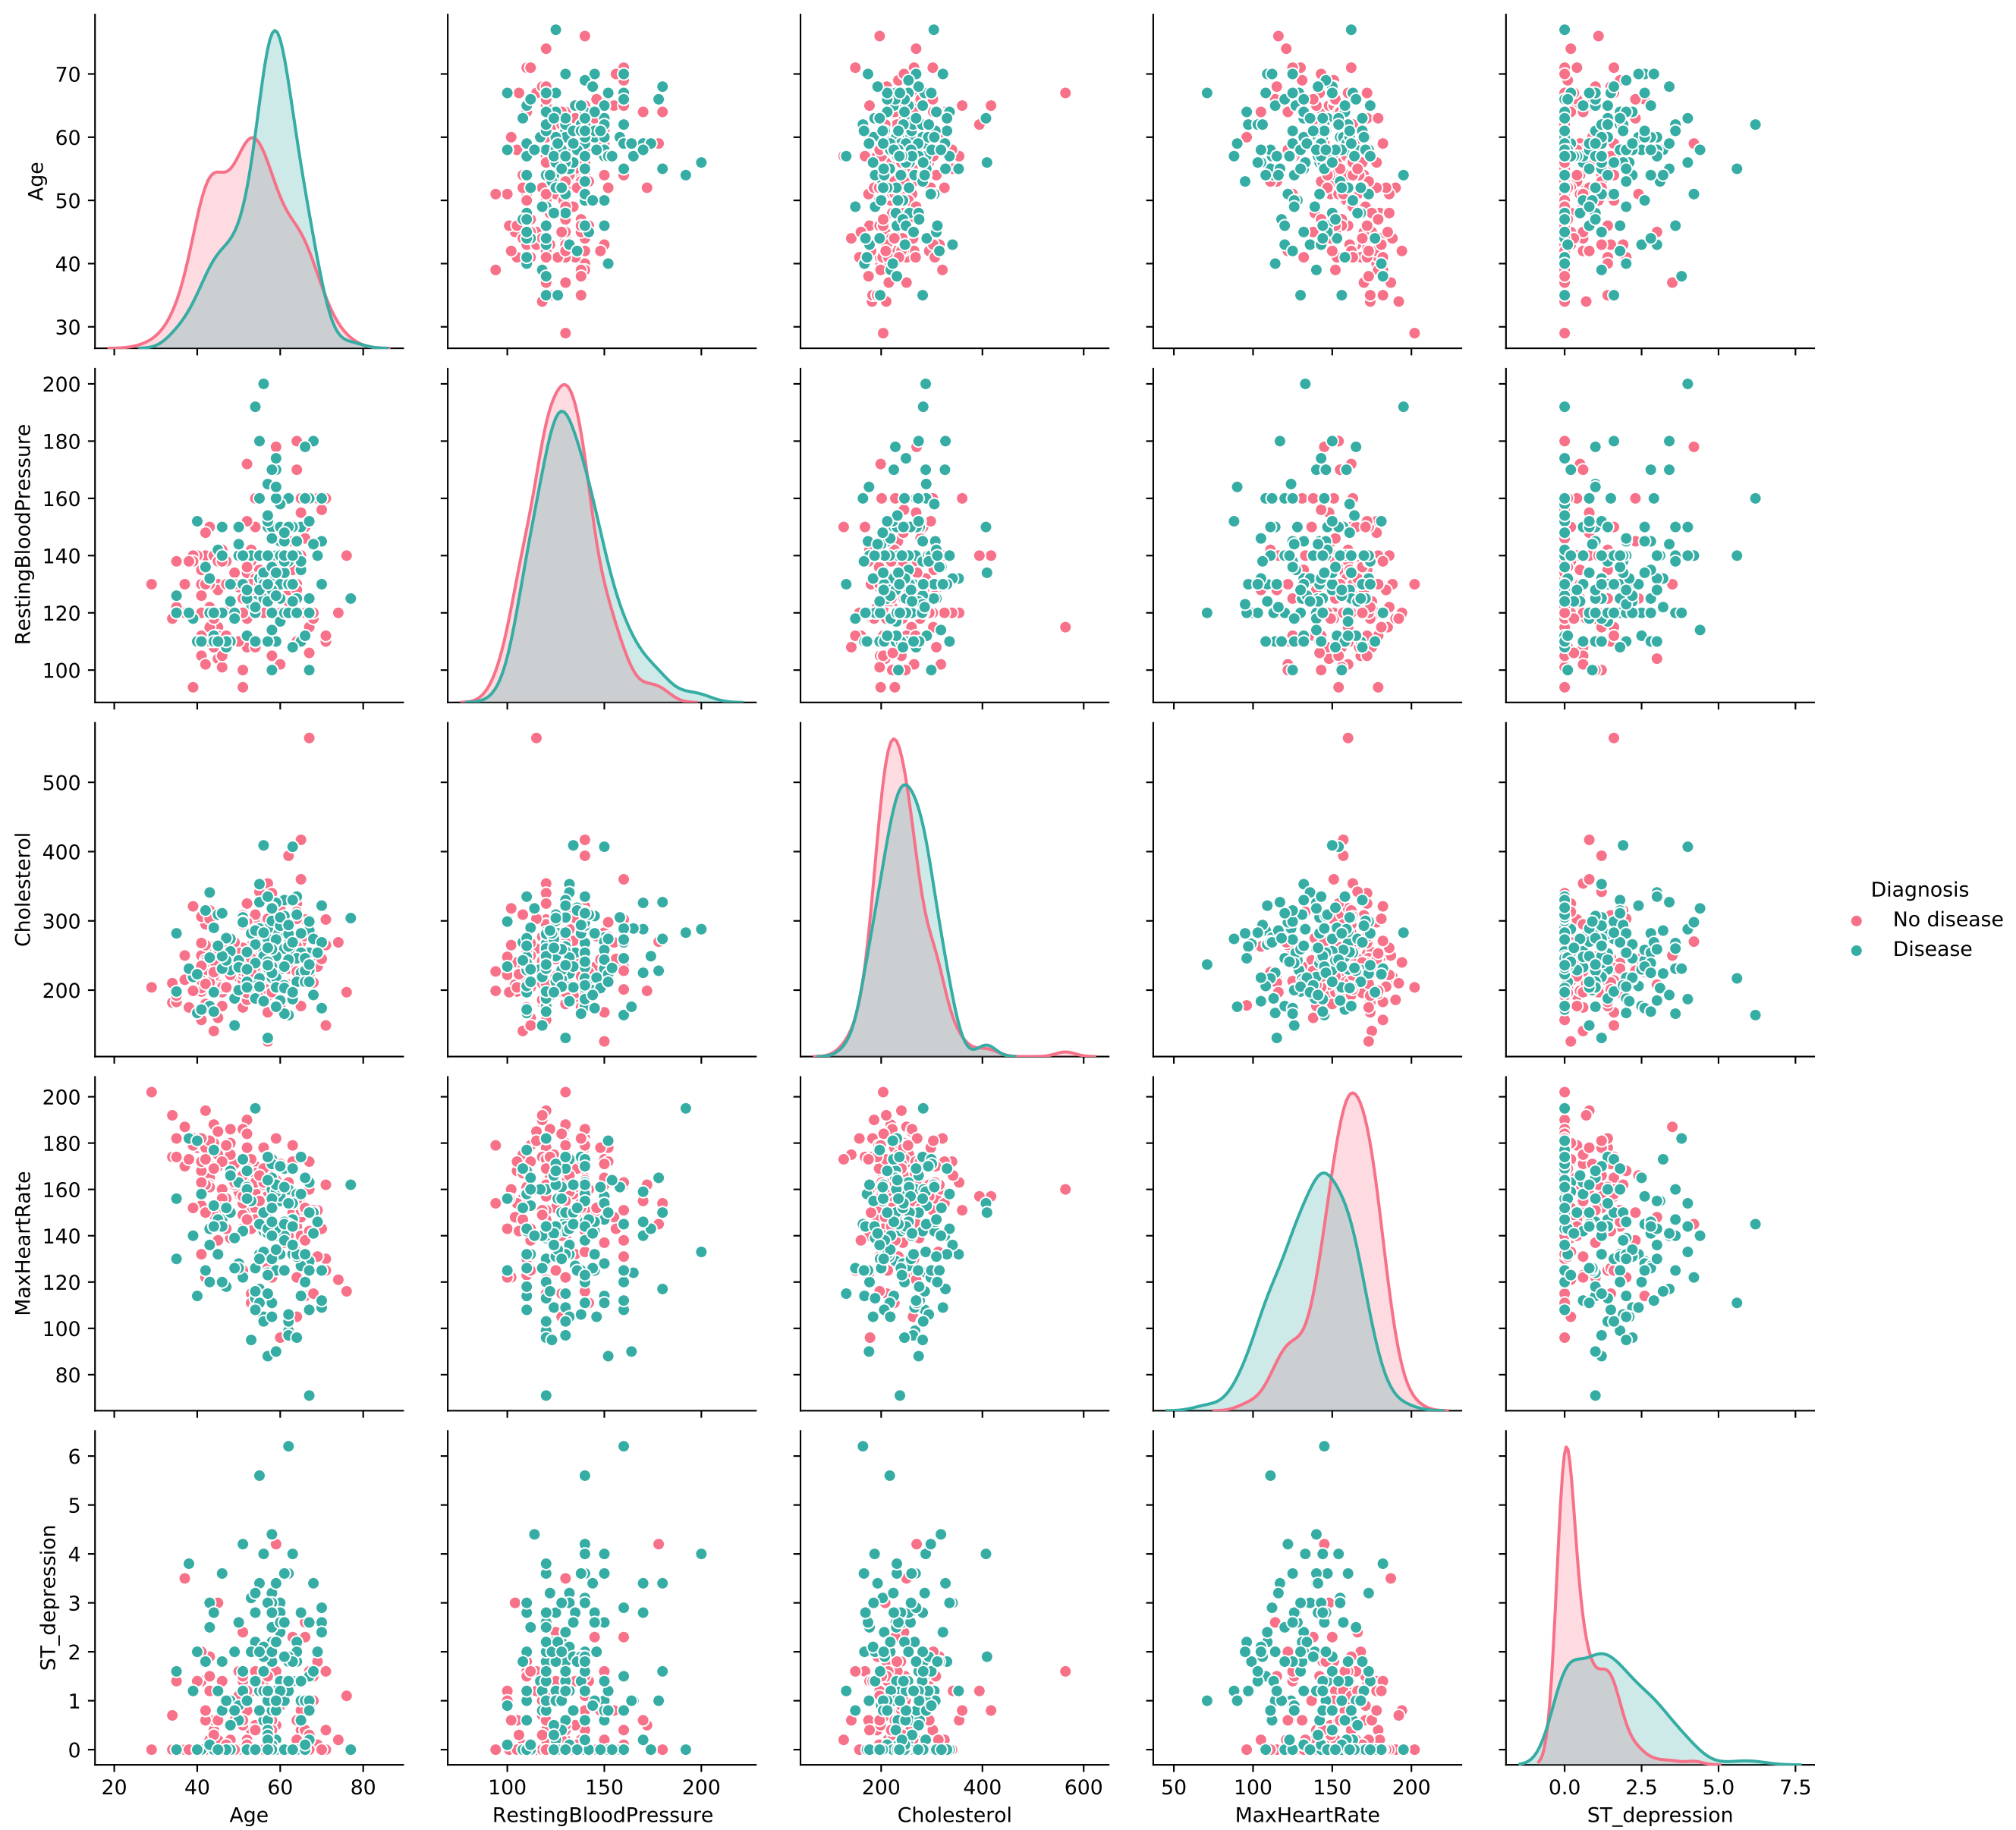 70
60
50
40
30
Age
200
180
160
140
120
100
RestingBloodPressure
500
400
300
200
Cholesterol
Diagnosis
No disease
Disease
200
180
160
140
120
100
80
MaxHeartRate
6
5
4
3
2
1
0
ST_depression
20 40 60 80
Age
100 150 200
RestingBloodPressure
200 400 600
Cholesterol
50 100 150 200
MaxHeartRate
0.0 2.5 5.0 7.5
ST_depression